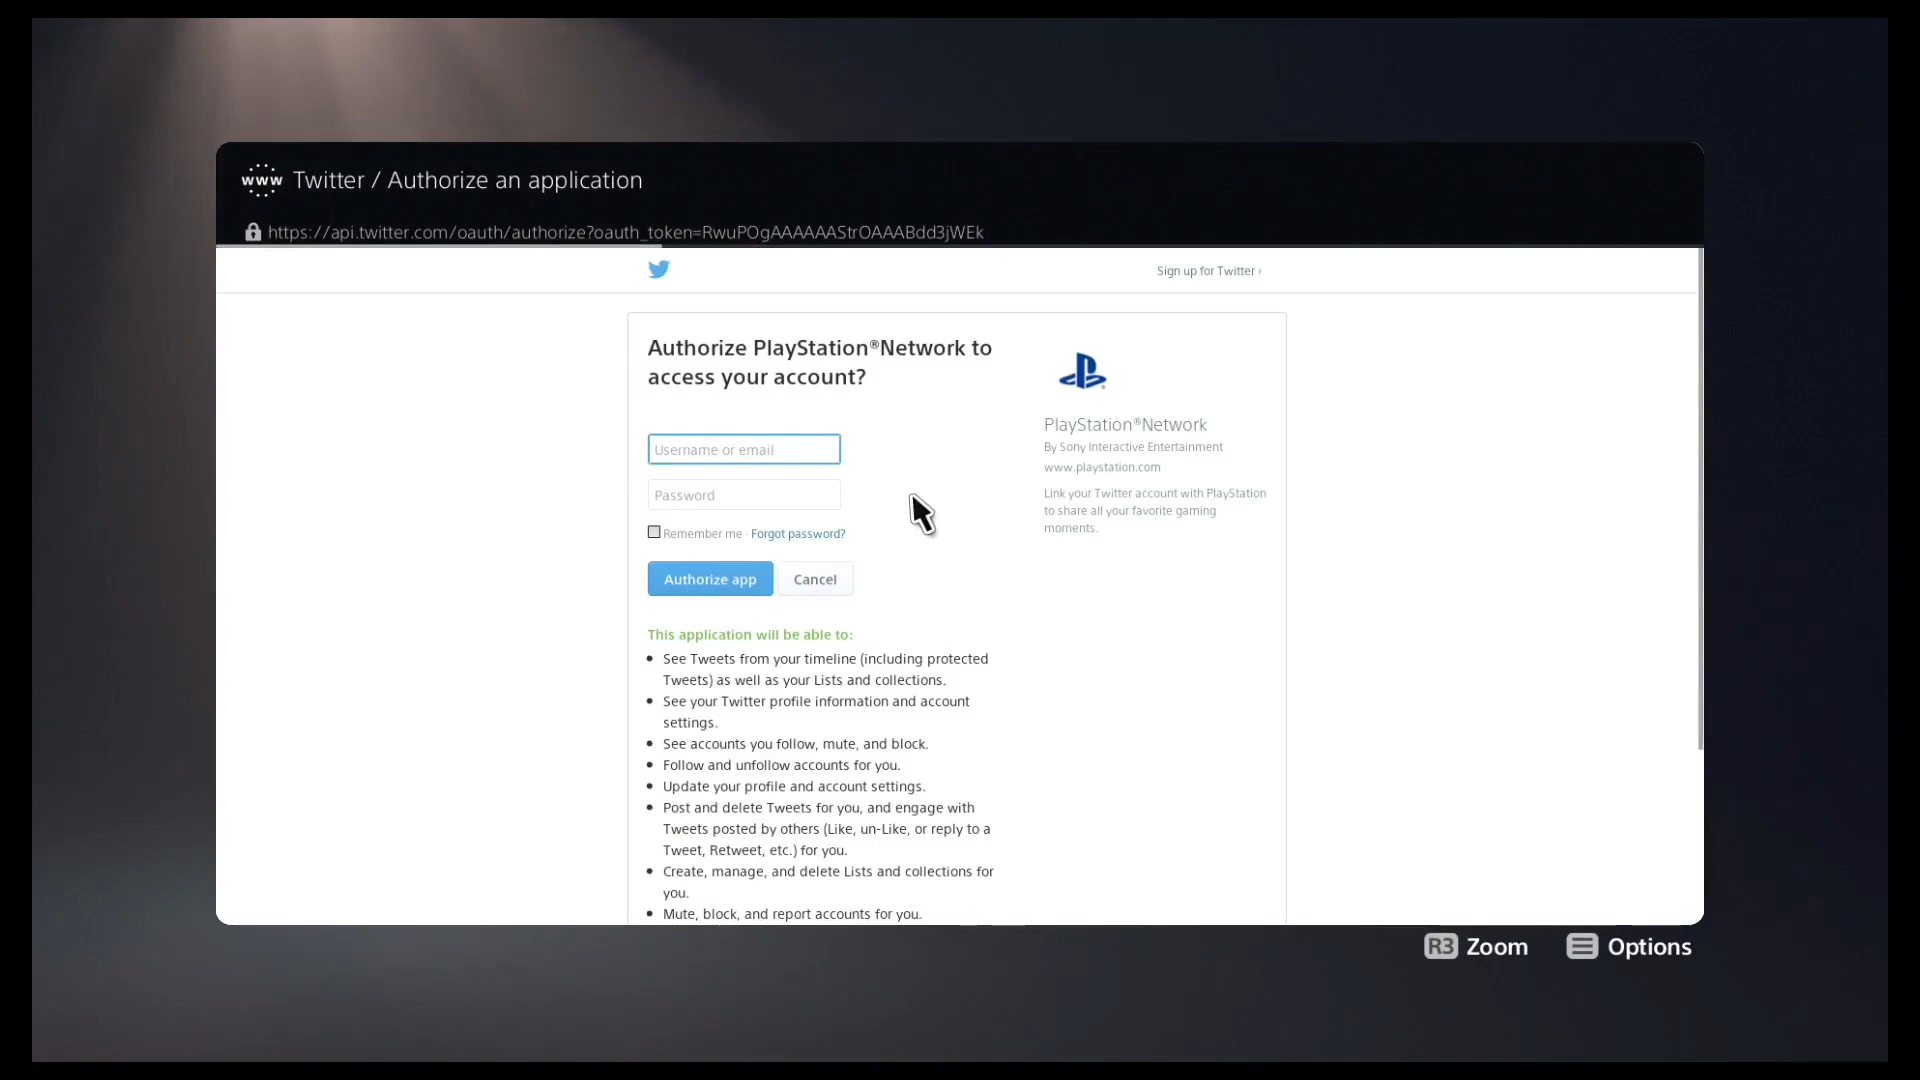 www Twitter / Authorize an application
https://api.twitter.com/oauth/authorize?oauth_token=RwuPOgAAAAAAStrOAAABdd3jWEk
Sign up for Twitter ›
Authorize PlayStation®Network to
access your account?
Username or email
Password
Remember me · Forgot password?
Authorize app Cancel
This application will be able to:
• See Tweets from your timeline (including protected
Tweets) as well as your Lists and collections.
• See your Twitter profile information and account
settings.
• See accounts you follow, mute, and block.
• Follow and unfollow accounts for you.
• Update your profile and account settings.
• Post and delete Tweets for you, and engage with
Tweets posted by others (Like, un-Like, or reply to a
Tweet, Retweet, etc.) for you.
• Create, manage, and delete Lists and collections for
you.
• Mute, block, and report accounts for you.
PlayStation®Network
By Sony Interactive Entertainment
www.playstation.com
Link your Twitter account with PlayStation
to share all your favorite gaming
moments.
R3 Zoom Options